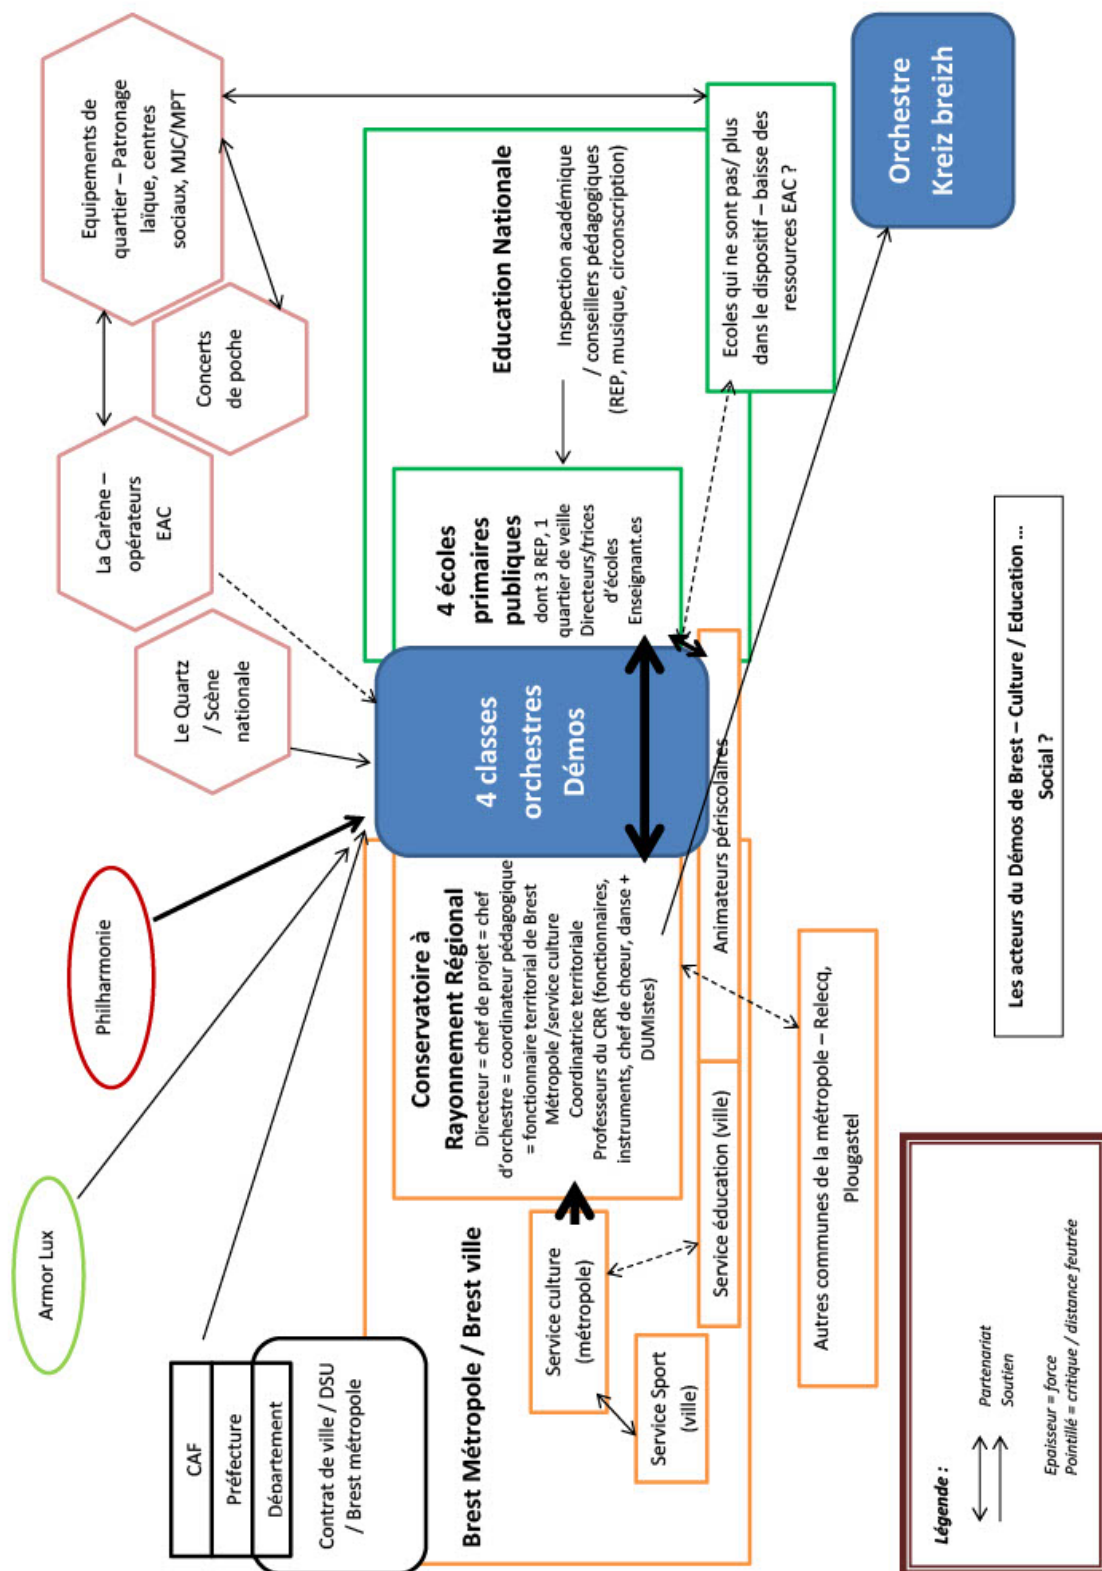 CAF
Préfecture
Département
Contrat de ville / DSU
/ Brest métropole
Armor Lux
Philharmonie
Le Quartz
/ Scène
nationale
La Carène –
opérateurs
EAC
Concerts
de poche
Equipements de
quartier – Patronage
laïque, centres
sociaux, MJC/MPT
Brest Métropole / Brest ville
Service culture
(métropole)
Service Sport
(ville)
Service éducation (ville)
Conservatoire à
Rayonnement Régional
Directeur = chef de projet = chef
d’orchestre = coordinateur pédagogique
= fonctionnaire territorial de Brest
Métropole /service culture
Coordinatrice territoriale
Professeurs du CRR (fonctionnaires,
instruments, chef de chœur, danse +
DUMIstes)
4 classes
orchestres
Démos
Animateurs périscolaires
4 écoles
primaires
publiques
dont 3 REP, 1
quartier de veille
Directeurs/trices
d’écoles
Enseignant.es
Education Nationale
Inspection académique
/ conseillers pédagogiques
(REP, musique, circonscription)
Ecoles qui ne sont pas/ plus
dans le dispositif – baisse des
ressources EAC ?
Autres communes de la métropole – Relecq,
Plougastel
Orchestre
Kreiz breizh
Légende :
Partenariat
Soutien
Epaisseur = force
Pointillé = critique / distance feutrée
Les acteurs du Démos de Brest – Culture / Education …
Social ?